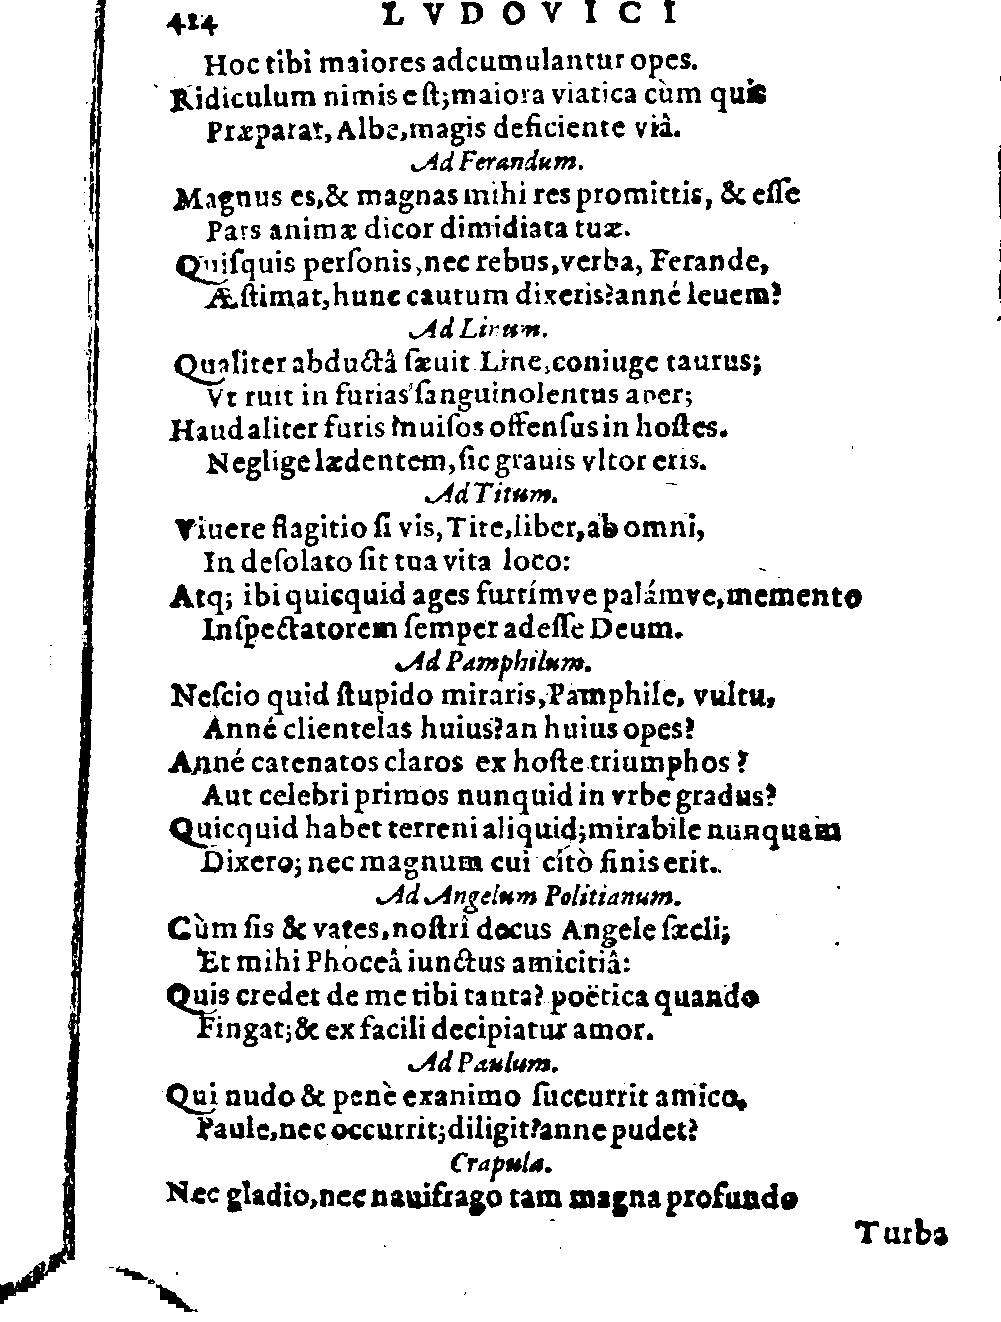 414 LVDOVICI
Hoc tibi maiores adcumulantur opes.
Ridiculum nimis eſt; maiora viatica cùm quis
Præparat, Albe, magis deficiente viâ.
Ad Ferandum.
Magnus es, & magnas mihi res promittis, & eſſe
Pars animæ dicor dimidiata tuæ.
Quiſquis perſonis, nec rebus, verba, Ferande,
Æſtimat, hunc cautum dixeris? anné leuem?
Ad Linum.
Qualiter abductâ ſæuit Line, coniuge taurus;
Vt ruit in furias ſanguinolentus aper;
Haud aliter furis inuiſos offenſus in hoſtes.
Neglige lædentem, ſic grauis vltor eris.
Ad Titum.
Viuere flagitio ſi vis, Tite, liber, ab omni,
In deſolato ſit tua vita loco:
Atq; ibi quicquid ages furtímve palámve, memento
Inſpectatorem ſemper adeſſe Deum.
Ad Pamphilum.
Neſcio quid ſtupido miraris, Pamphile, vultu,
Anné clientelas huius? an huius opes?
Anné catenatos claros ex hoſte triumphos?
Aut celebri primos nunquid in vrbe gradus?
Quicquid habet terreni aliquid; mirabile nunquam
Dixero; nec magnum cui citò finis erit.
Ad Angelum Politianum.
Cùm ſis & vates, noſtri decus Angele ſæcli;
Et mihi Phoceâ iunctus amicitiâ:
Quis credet de me tibi tanta? poëtica quando
Fingat; & ex facili decipiatur amor.
Ad Paulum.
Qui nudo & penè exanimo ſuccurrit amico,
Paule, nec occurrit; diligit? anne pudet?
Crapula.
Nec gladio, nec nauifrago tam magna profundo
Turba